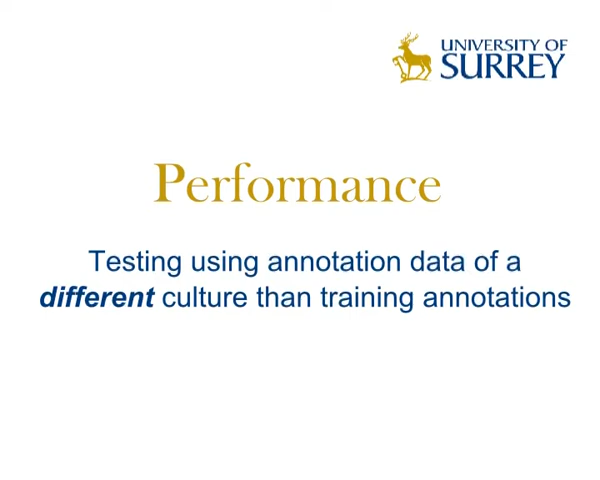 UNIVERSITY OF
SURREY
Performance
Testing using annotation data of a
different culture than training annotations